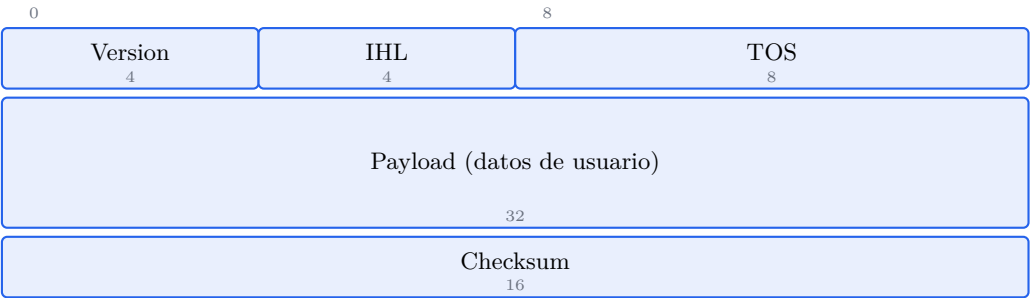 0 8
Version IHL TOS
4 4 8
Payload (datos de usuario)
32
Checksum
16